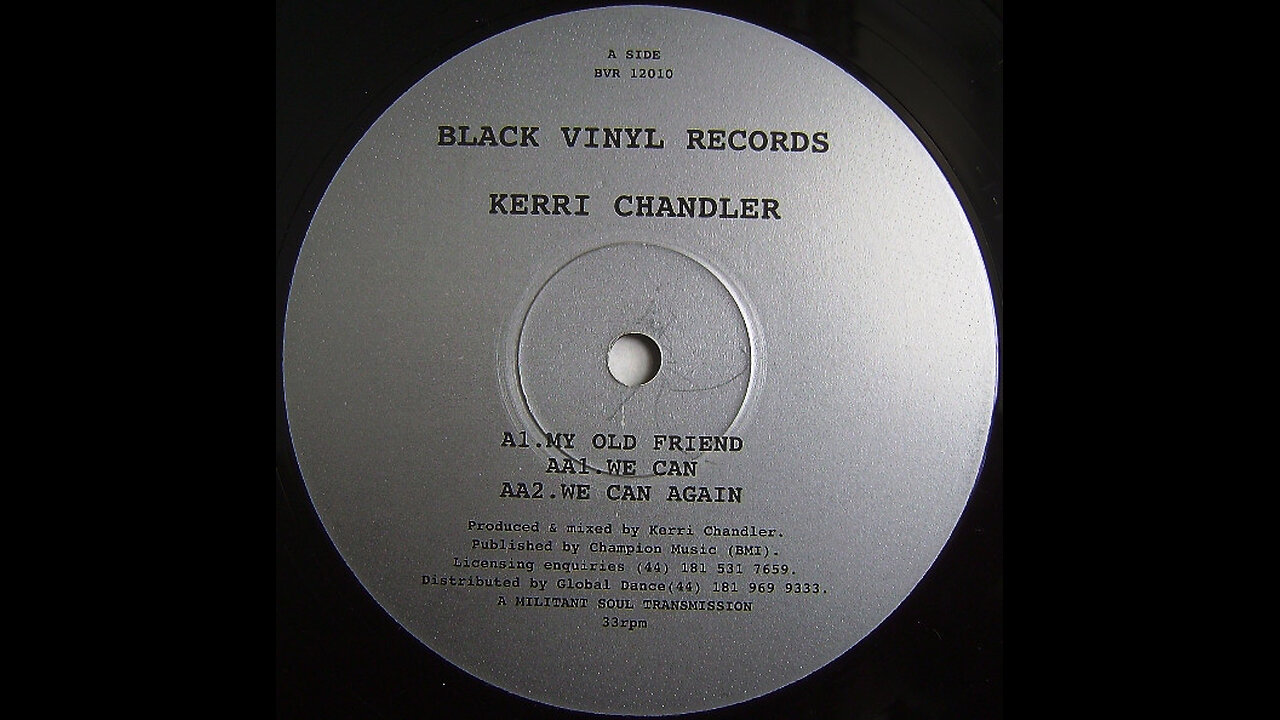 A SIDE
BVR 12010
BLACK VINYL RECORDS
KERRI CHANDLER
A1.MY OLD FRIEND
AA1.WE CAN
AA2.WE CAN AGAIN
Produced & mixed by Kerri Chandler.
Published by Champion Music (BMI).
Licensing enquiries (44) 181 531 7659.
Distributed by Global Dance(44) 181 969 9333.
A MILITANT SOUL TRANSMISSION
33rpm